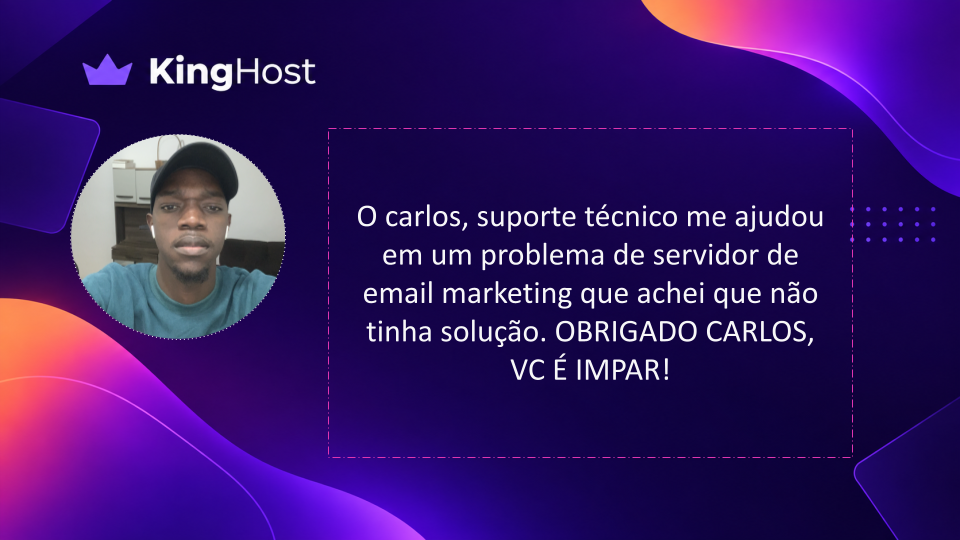 KingHost
O carlos, suporte técnico me ajudou
em um problema de servidor de
email marketing que achei que não
tinha solução. OBRIGADO CARLOS,
VC É IMPAR!